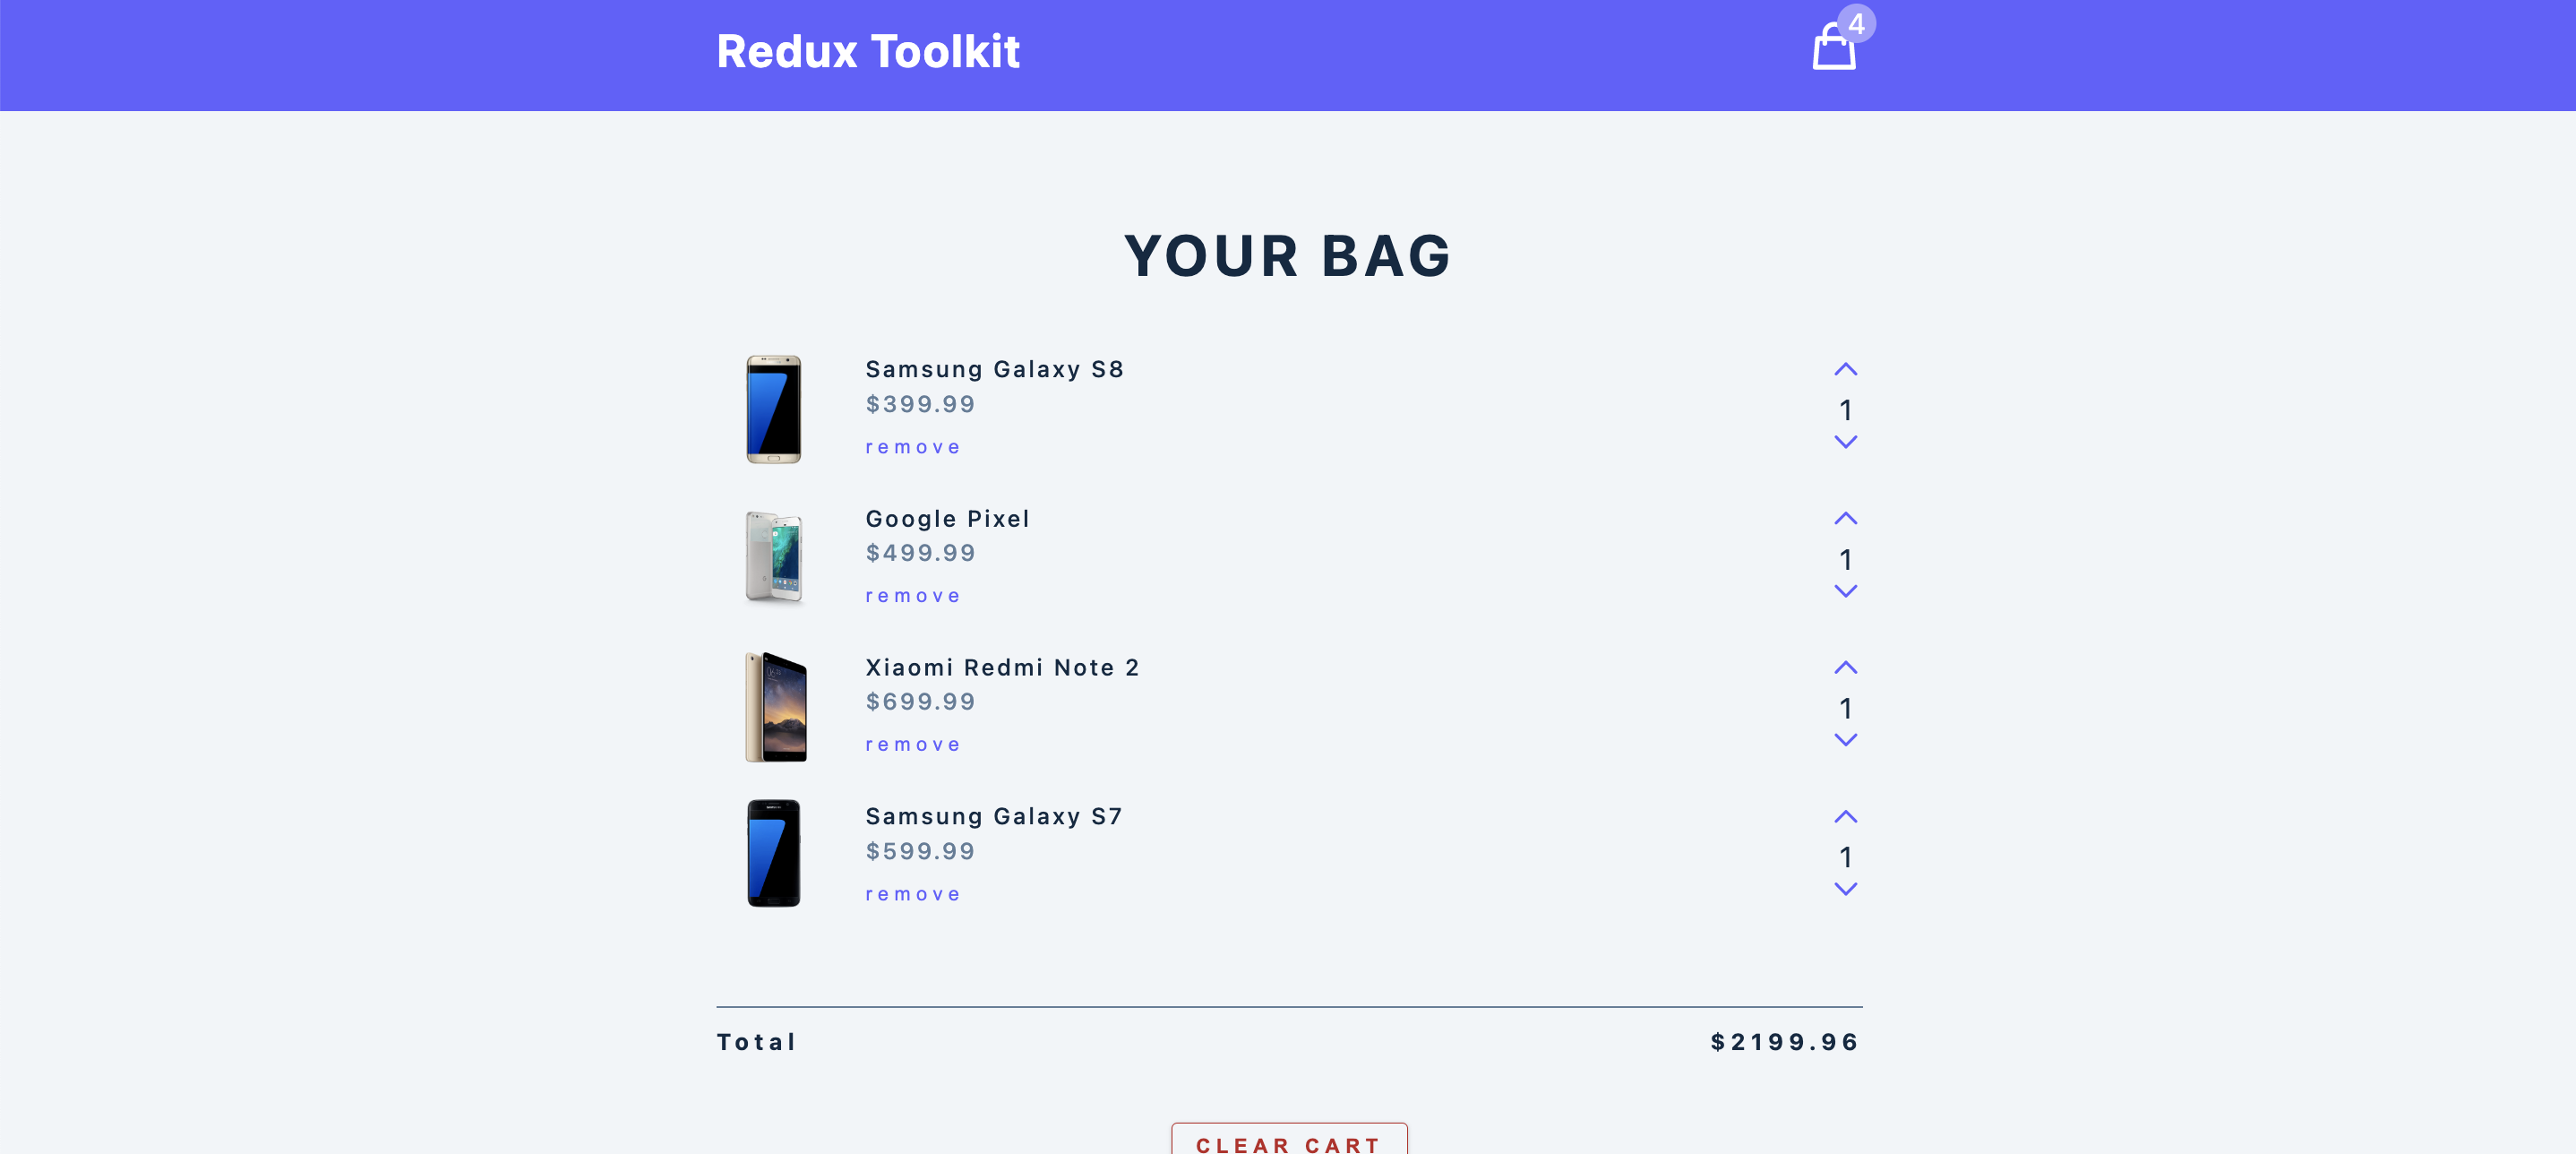 Redux Toolkit
4
YOUR BAG
Samsung Galaxy S8
$399.99
remove
1
Google Pixel
$499.99
remove
1
Xiaomi Redmi Note 2
$699.99
remove
1
Samsung Galaxy S7
$599.99
remove
1
Total $2199.96
CLEAR CART